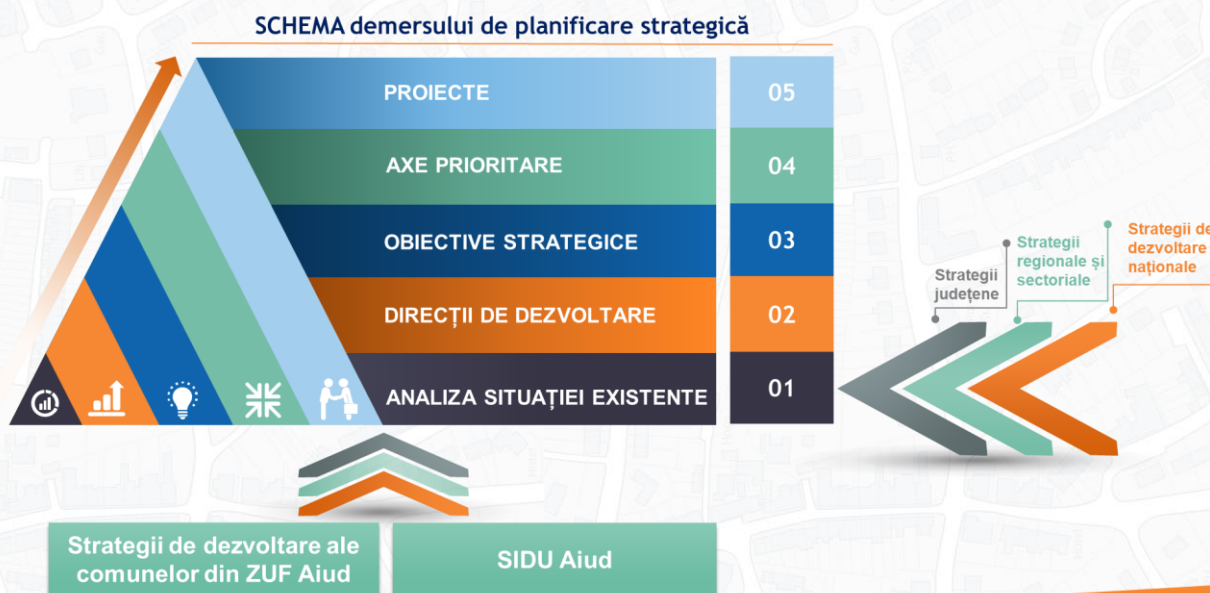 SCHEMA demersului de planificare strategică
PROIECTE
05
AXE PRIORITARE
04
OBIECTIVE STRATEGICE
03
DIRECȚII DE DEZVOLTARE
02
ANALIZA SITUAȚIEI EXISTENTE
01
Strategii
județene
Strategii
regionale și
sectoriale
Strategii de
dezvoltare
naționale
Strategii de dezvoltare ale
comunelor din ZUF Aiud
SIDU Aiud